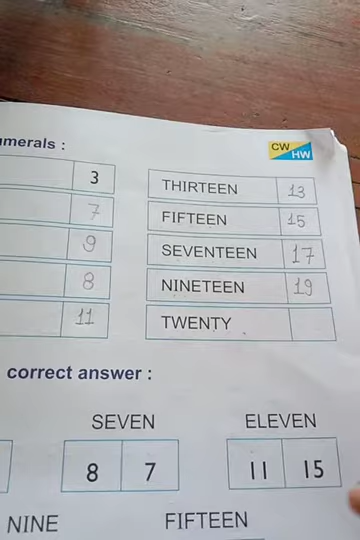 umerals :
CW HW
3
7
9
8
11
THIRTEEN 13
FIFTEEN 15
SEVENTEEN 17
NINETEEN 19
TWENTY
correct answer :
SEVEN ELEVEN
8 7 11 15
NINE FIFTEEN